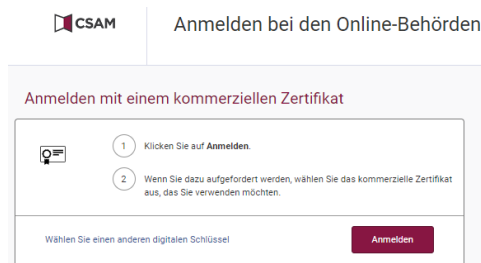 CSAM
Anmelden bei den Online-Behörden
Anmelden mit einem kommerziellen Zertifikat
1 Klicken Sie auf Anmelden.
2 Wenn Sie dazu aufgefordert werden, wählen Sie das kommerzielle Zertifikat
aus, das Sie verwenden möchten.
Wählen Sie einen anderen digitalen Schlüssel
Anmelden